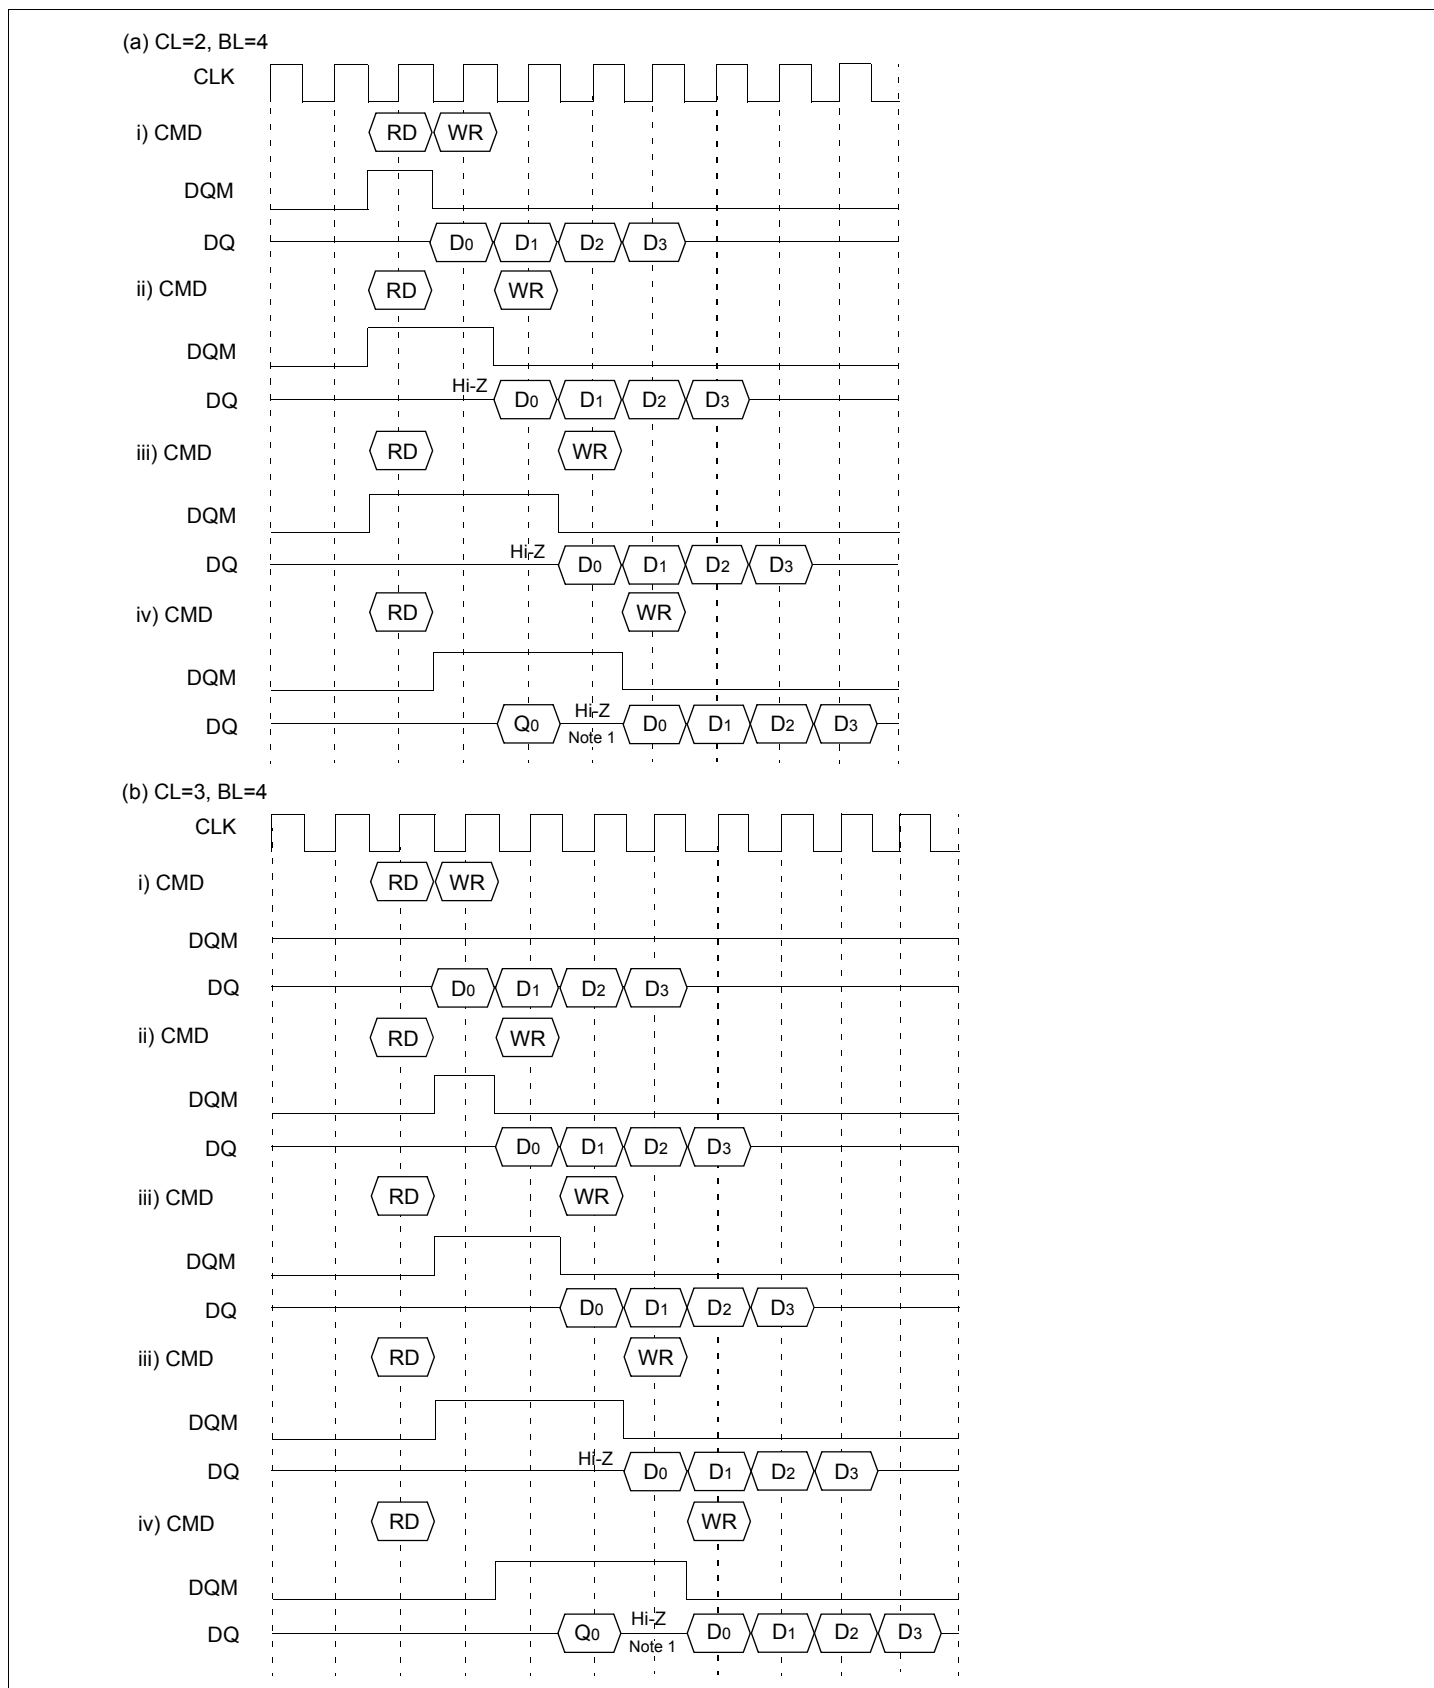 (a) CL=2, BL=4
CLK
i) CMD RD WR
DQM
DQ D0 D1 D2 D3
ii) CMD RD WR
DQM
DQ Hi-Z D0 D1 D2 D3
iii) CMD RD WR
DQM
DQ Hi-Z D0 D1 D2 D3
iv) CMD RD WR
DQM
DQ Q0 Hi-Z D0 D1 D2 D3
Note 1
(b) CL=3, BL=4
CLK
i) CMD RD WR
DQM
DQ D0 D1 D2 D3
ii) CMD RD WR
DQM
DQ D0 D1 D2 D3
iii) CMD RD WR
DQM
DQ D0 D1 D2 D3
iii) CMD RD WR
DQM
DQ Hi-Z D0 D1 D2 D3
iv) CMD RD WR
DQM
DQ Q0 Hi-Z D0 D1 D2 D3
Note 1